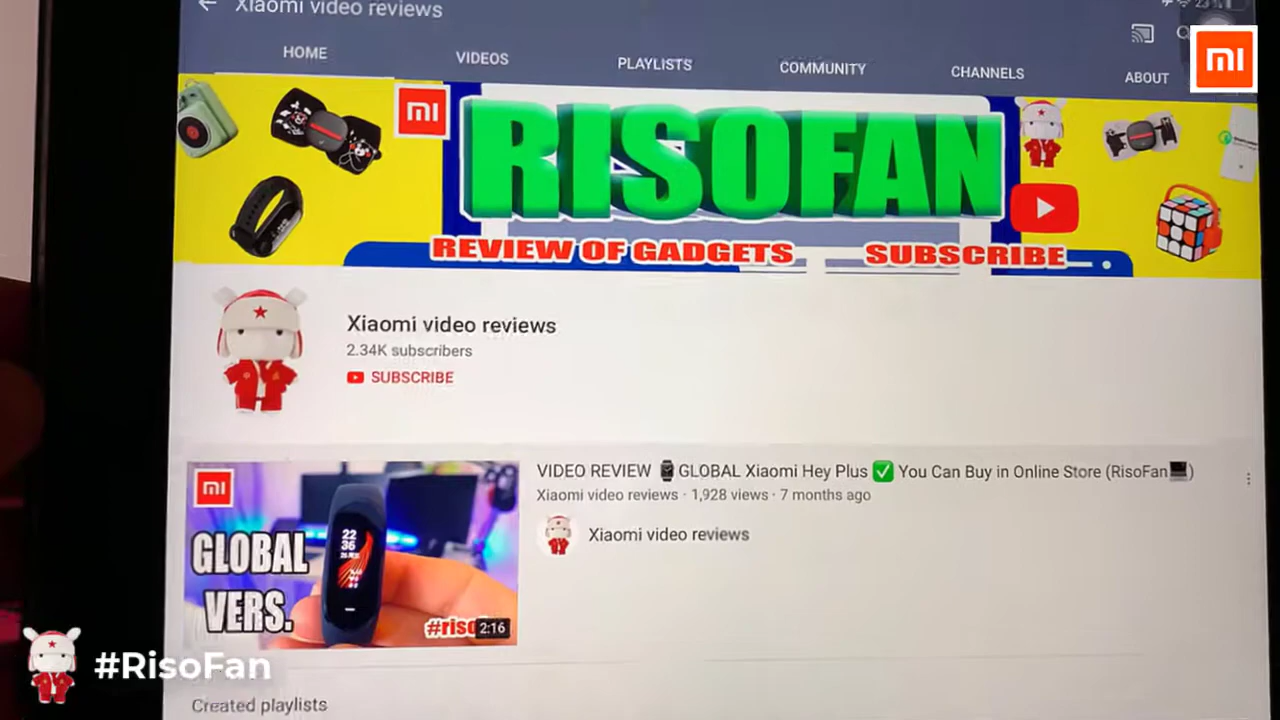 Xiaomi video reviews
23%
HOME
VIDEOS
PLAYLISTS
COMMUNITY
CHANNELS
ABOUT
mi
mi
RISOFAN
REVIEW OF GADGETS
SUBSCRIBE
Xiaomi video reviews
2.34K subscribers
SUBSCRIBE
VIDEO REVIEW ⌚GLOBAL Xiaomi Hey Plus ✅ You Can Buy in Online Store (RisoFan💻)
Xiaomi video reviews · 1,928 views · 7 months ago
Xiaomi video reviews
mi
GLOBAL
VERS.
22
36
#riso
2:16
#RisoFan
Created playlists